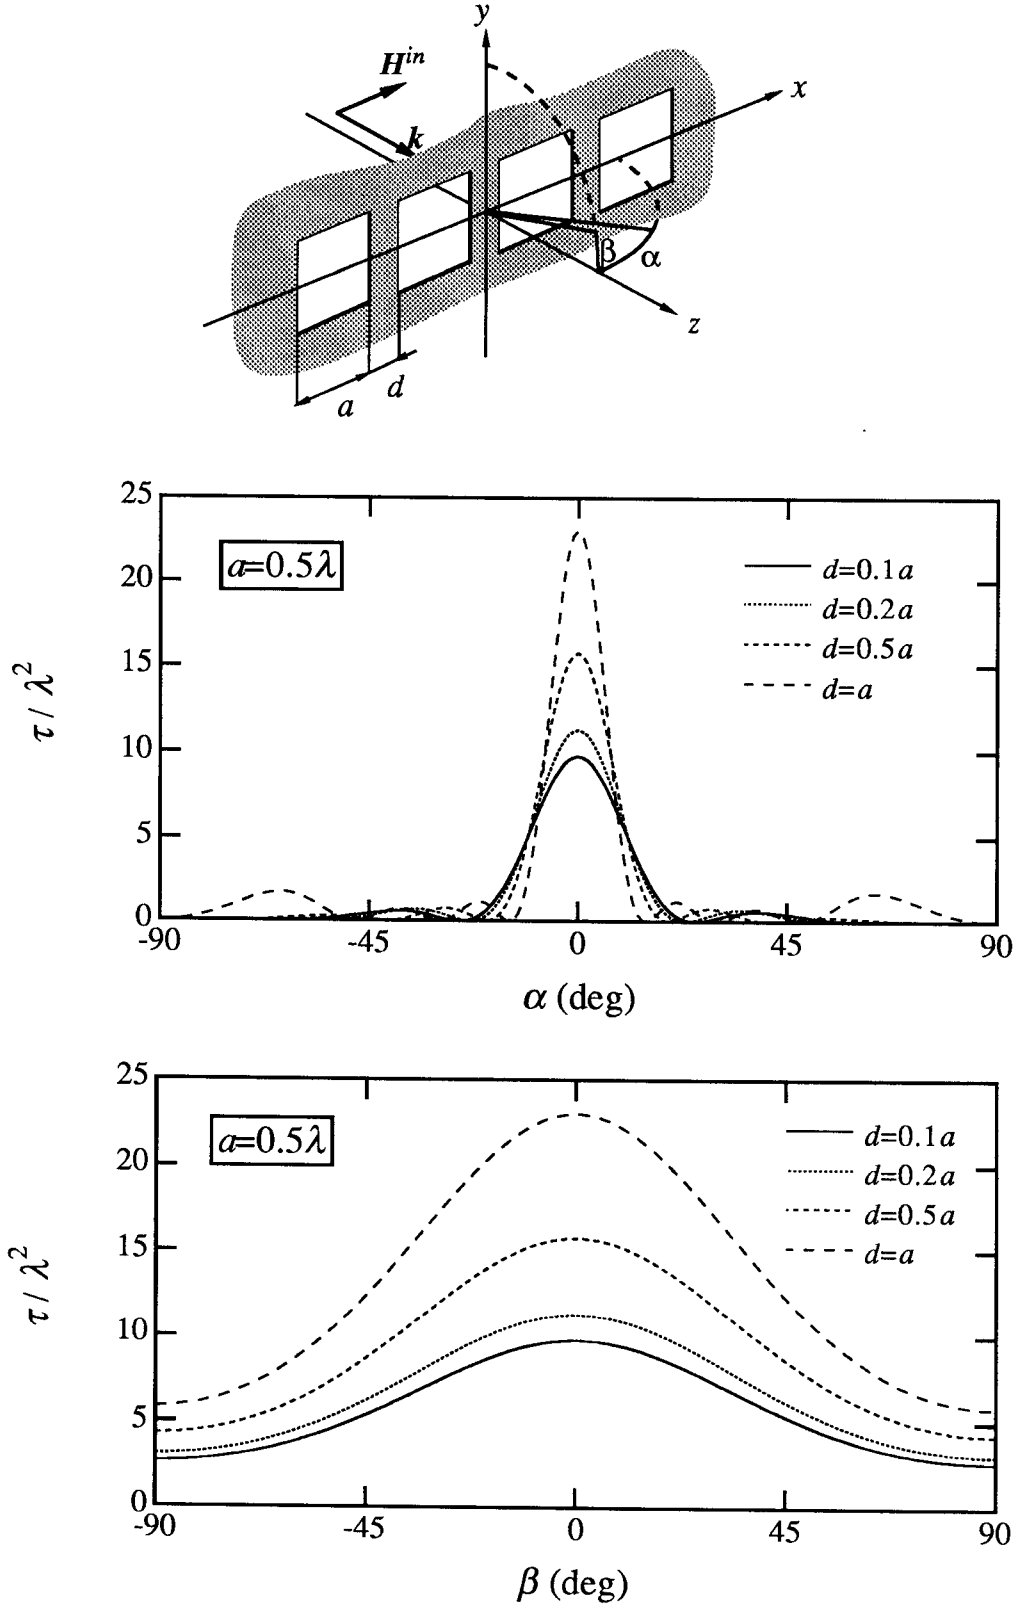 y
H^{in}
x
k
β
α
z
d
a
25
a=0.5λ
20
d=0.1a
d=0.2a
15
d=0.5a
τ / λ²
d=a
10
5
0
-90 -45 0 45 90
α (deg)
25
a=0.5λ
20
d=0.1a
d=0.2a
15
d=0.5a
τ / λ²
d=a
10
5
0
-90 -45 0 45 90
β (deg)